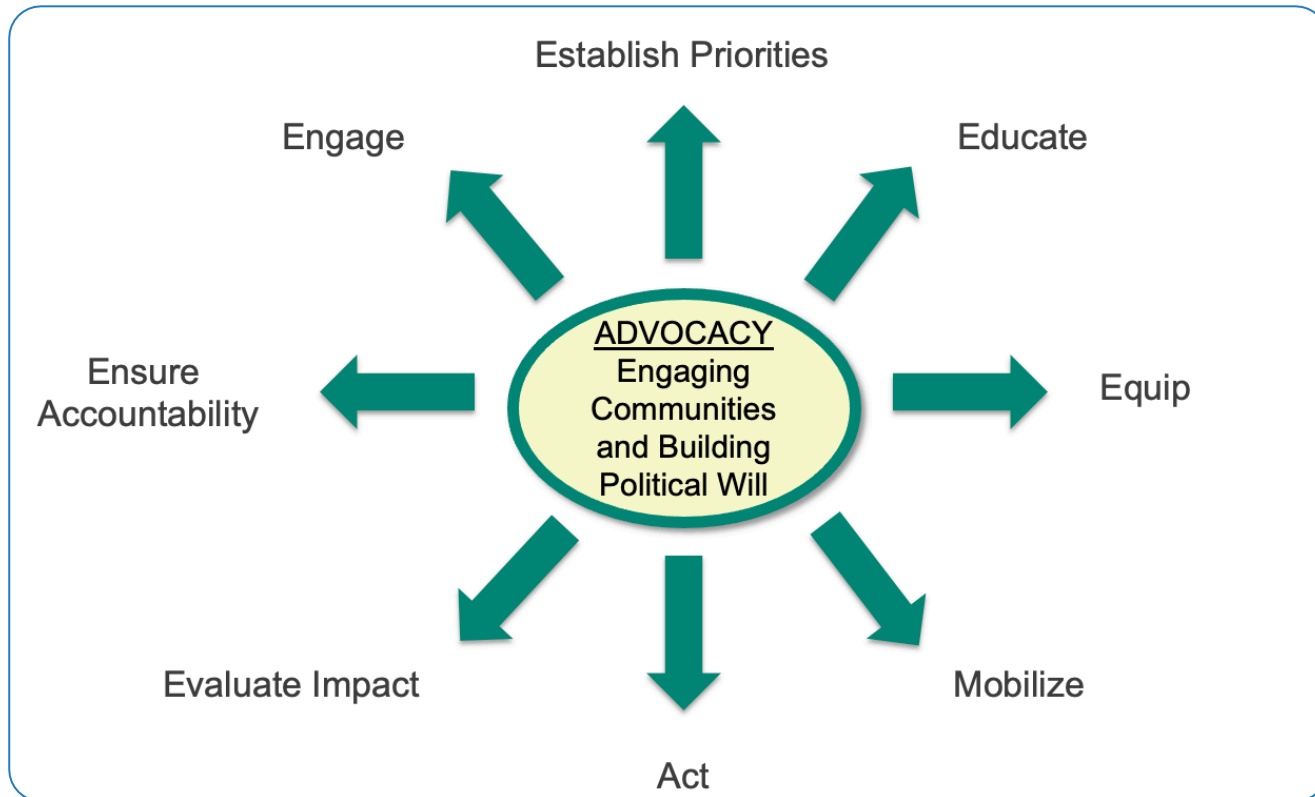 Establish Priorities
Engage
Educate
ADVOCACY
Engaging
Communities
and Building
Political Will
Ensure
Accountability
Equip
Evaluate Impact
Mobilize
Act